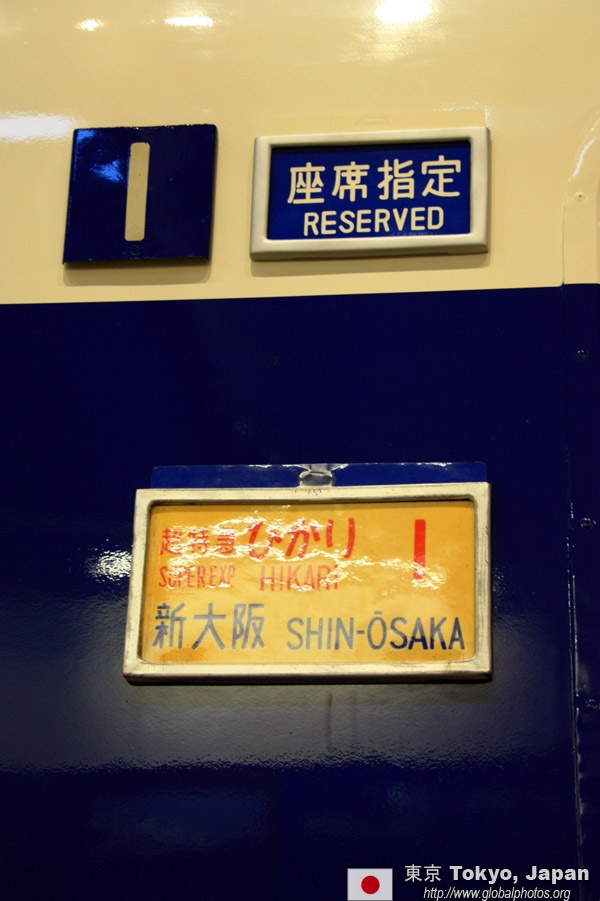 1
座席指定
RESERVED
超特急 ひかり 1
SUPER EXP HIKARI
新大阪 SHIN-ŌSAKA
東京 Tokyo, Japan
http://www.globalphotos.org